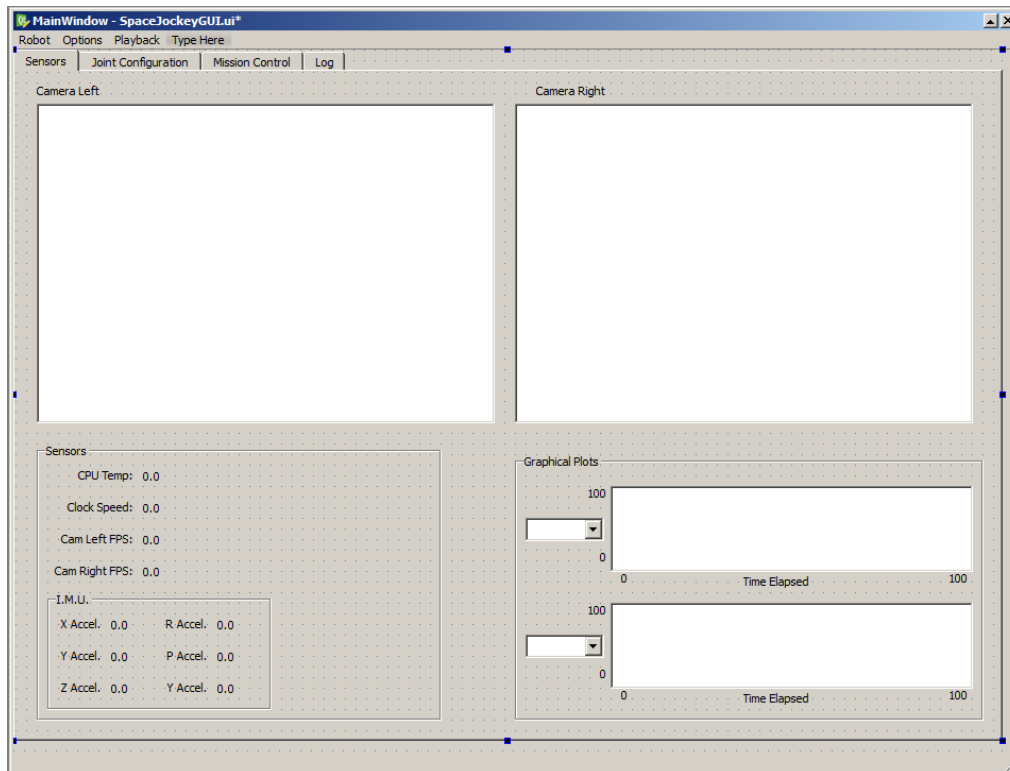 MainWindow - SpaceJockeyGUI.ui*
Robot Options Playback Type Here
Sensors Joint Configuration Mission Control Log
Camera Left Camera Right
Sensors
CPU Temp: 0.0
Clock Speed: 0.0
Cam Left FPS: 0.0
Cam Right FPS: 0.0
I.M.U.
X Accel. 0.0 R Accel. 0.0
Y Accel. 0.0 P Accel. 0.0
Z Accel. 0.0 Y Accel. 0.0
Graphical Plots
100
0
0 Time Elapsed 100
100
0
0 Time Elapsed 100